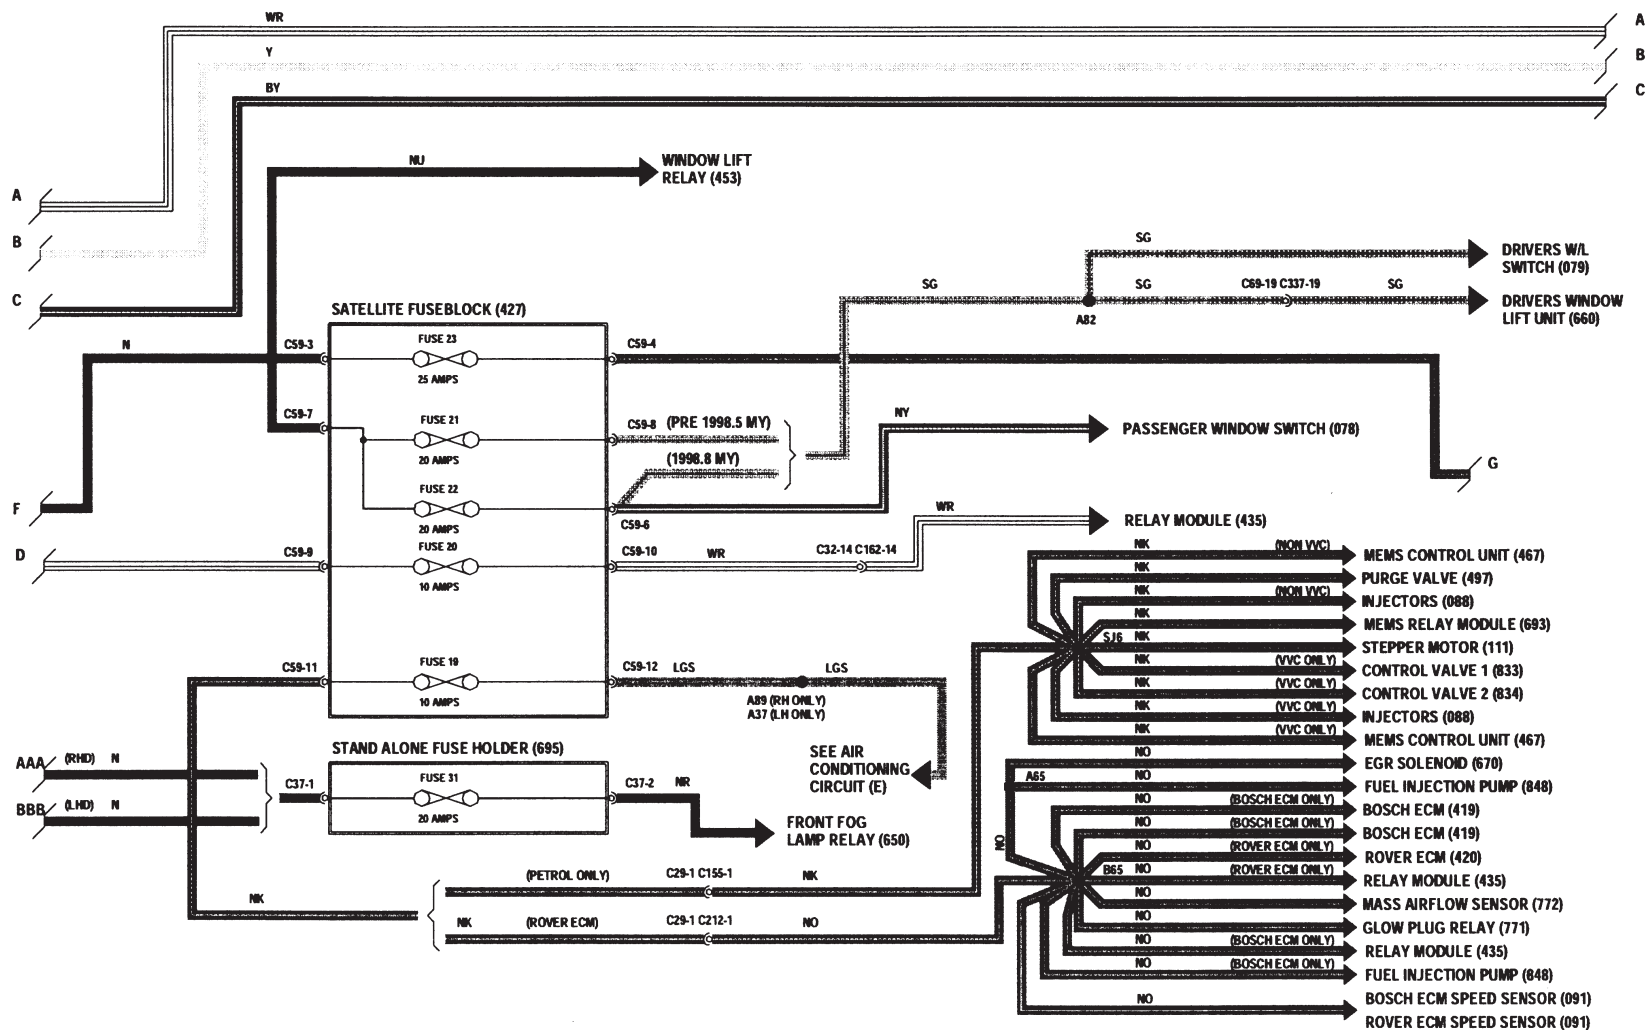 WR
A
Y
B
BY
C
NU
WINDOW LIFT
RELAY (453)
A
B
C
SG
DRIVERS W/L
SWITCH (079)
SG
SG
C69-19 C337-19
SG
DRIVERS WINDOW
LIFT UNIT (660)
A82
SATELLITE FUSEBLOCK (427)
N
C59-3
FUSE 23
25 AMPS
C59-4
C59-7
FUSE 21
20 AMPS
C59-8
(PRE 1998.5 MY)
(1998.8 MY)
NY
PASSENGER WINDOW SWITCH (078)
G
F
FUSE 22
20 AMPS
C59-6
WR
RELAY MODULE (435)
D
C59-9
FUSE 20
10 AMPS
C59-10
WR
C32-14 C162-14
NK
(NON VVC)
MEMS CONTROL UNIT (467)
NK
PURGE VALVE (497)
NK
(NON VVC)
INJECTORS (088)
NK
MEMS RELAY MODULE (693)
SJ6
NK
STEPPER MOTOR (111)
NK
(VVC ONLY)
CONTROL VALVE 1 (833)
NK
(VVC ONLY)
CONTROL VALVE 2 (834)
NK
(VVC ONLY)
INJECTORS (088)
NK
(VVC ONLY)
MEMS CONTROL UNIT (467)
C59-11
FUSE 19
10 AMPS
C59-12
LGS
LGS
A89 (RH ONLY)
A37 (LH ONLY)
SEE AIR
CONDITIONING
CIRCUIT (E)
STAND ALONE FUSE HOLDER (695)
AAA
(RHD)
N
BBB
(LHD)
N
C37-1
FUSE 31
20 AMPS
C37-2
NR
FRONT FOG
LAMP RELAY (650)
NO
EGR SOLENOID (670)
A65
NO
FUEL INJECTION PUMP (848)
NO
(BOSCH ECM ONLY)
BOSCH ECM (419)
NO
(BOSCH ECM ONLY)
BOSCH ECM (419)
NO
NO
(ROVER ECM ONLY)
ROVER ECM (420)
B65
NO
(ROVER ECM ONLY)
RELAY MODULE (435)
NO
MASS AIRFLOW SENSOR (772)
NO
GLOW PLUG RELAY (771)
NO
(BOSCH ECM ONLY)
RELAY MODULE (435)
NO
(BOSCH ECM ONLY)
FUEL INJECTION PUMP (848)
NO
BOSCH ECM SPEED SENSOR (091)
ROVER ECM SPEED SENSOR (091)
NK
(PETROL ONLY)
C29-1 C155-1
NK
NK
(ROVER ECM)
C29-1 C212-1
NO